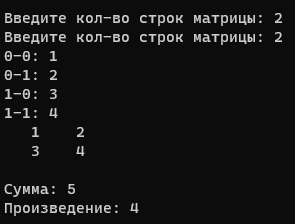 Введите кол-во строк матрицы: 2
Введите кол-во строк матрицы: 2
0-0: 1
0-1: 2
1-0: 3
1-1: 4
1 2
3 4
Сумма: 5
Произведение: 4